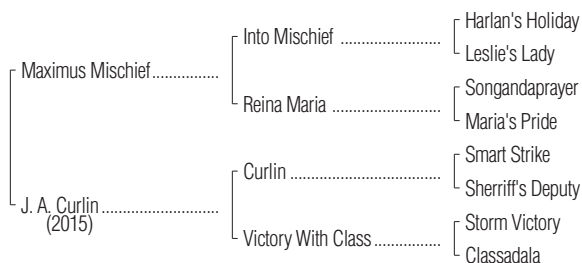 Harlan's Holiday
Into Mischief ........................
Leslie's Lady
Maximus Mischief ................
Songandaprayer
Reina Maria ..........................
Maria's Pride
Smart Strike
Curlin ....................................
Sherriff's Deputy
J. A. Curlin ............................
(2015)
Storm Victory
Victory With Class ................
Classadala